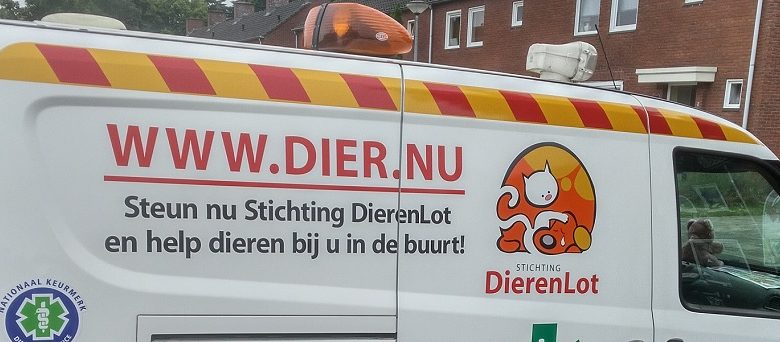 WWW.DIER.NU
Steun nu Stichting DierenLot
en help dieren bij u in de buurt!
STICHTING
DierenLot
NATIONAAL KEURMERK